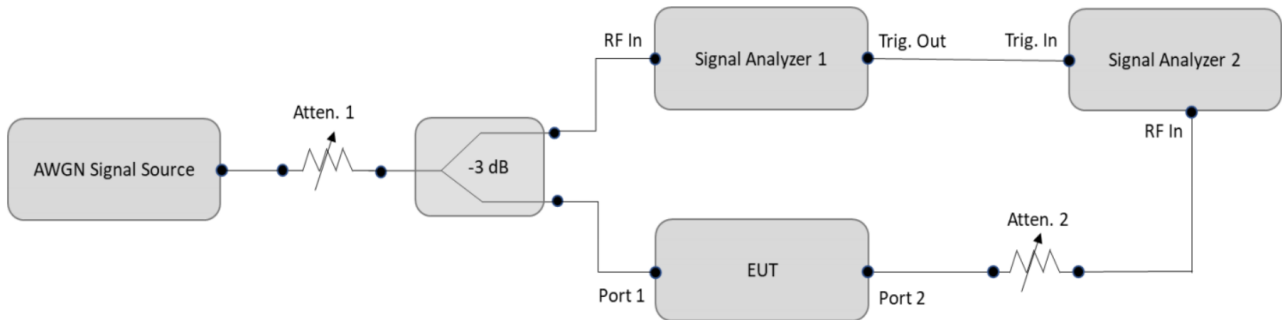 RF In
Signal Analyzer 1
Trig. Out
Trig. In
Signal Analyzer 2
RF In
Atten. 1
AWGN Signal Source
-3 dB
Atten. 2
EUT
Port 1
Port 2